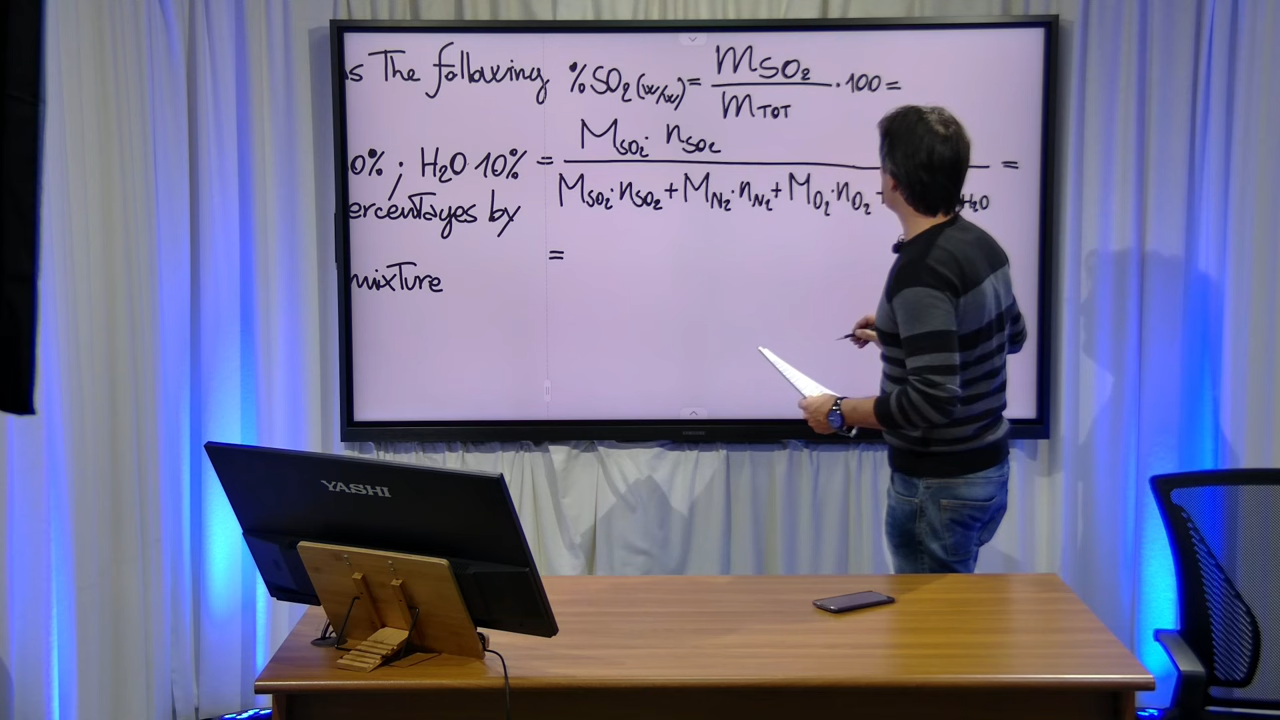 s The following
0% ; H₂O 10%
ercentages by
mixture
%SO₂(w/w) = mSO₂ / mTOT · 100 =
= MSO₂ · nSO₂ / MSO₂ · nSO₂ + MN₂ · nN₂ + MO₂ · nO₂ + H₂O =
=
YASHI